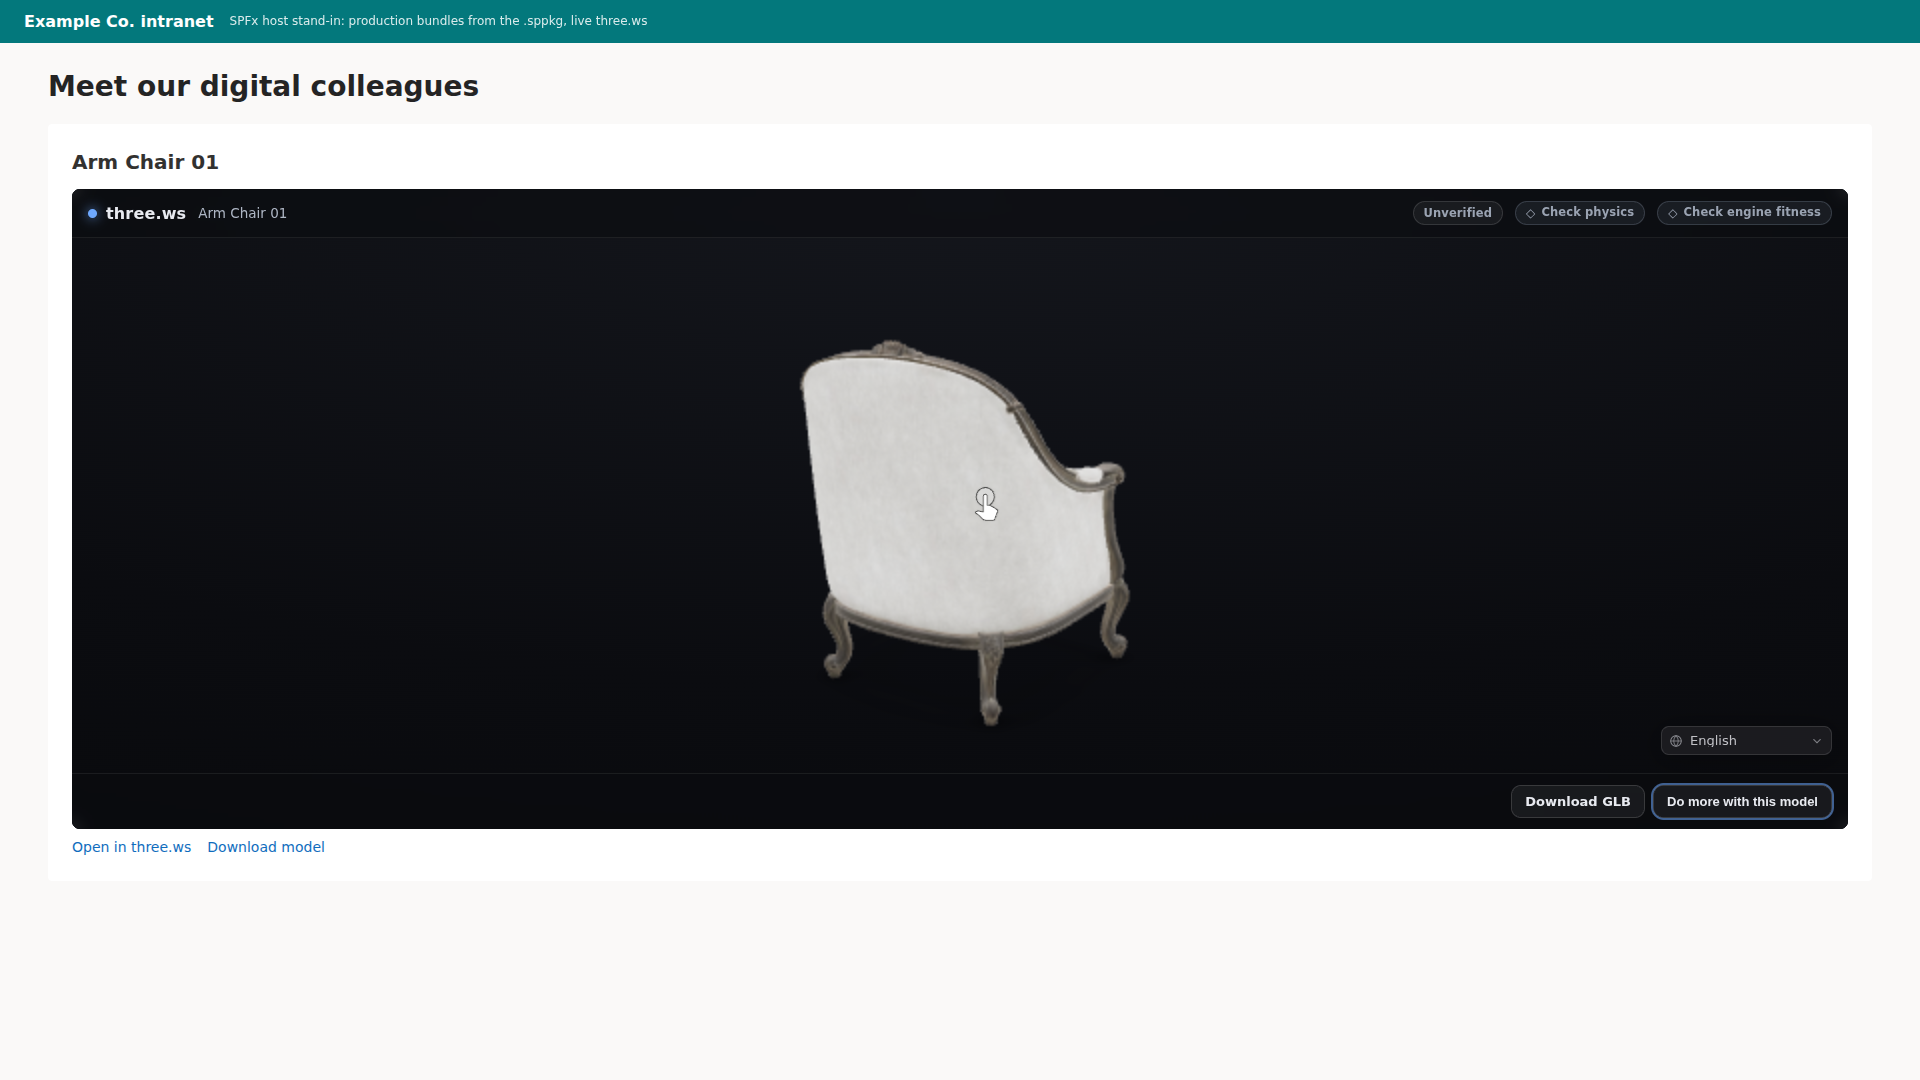 Example Co. intranet SPFx host stand-in: production bundles from the .sppkg, live three.ws
Meet our digital colleagues
Arm Chair 01
three.ws Arm Chair 01 Unverified ◇ Check physics ◇ Check engine fitness
English
Download GLB Do more with this model
Open in three.ws Download model